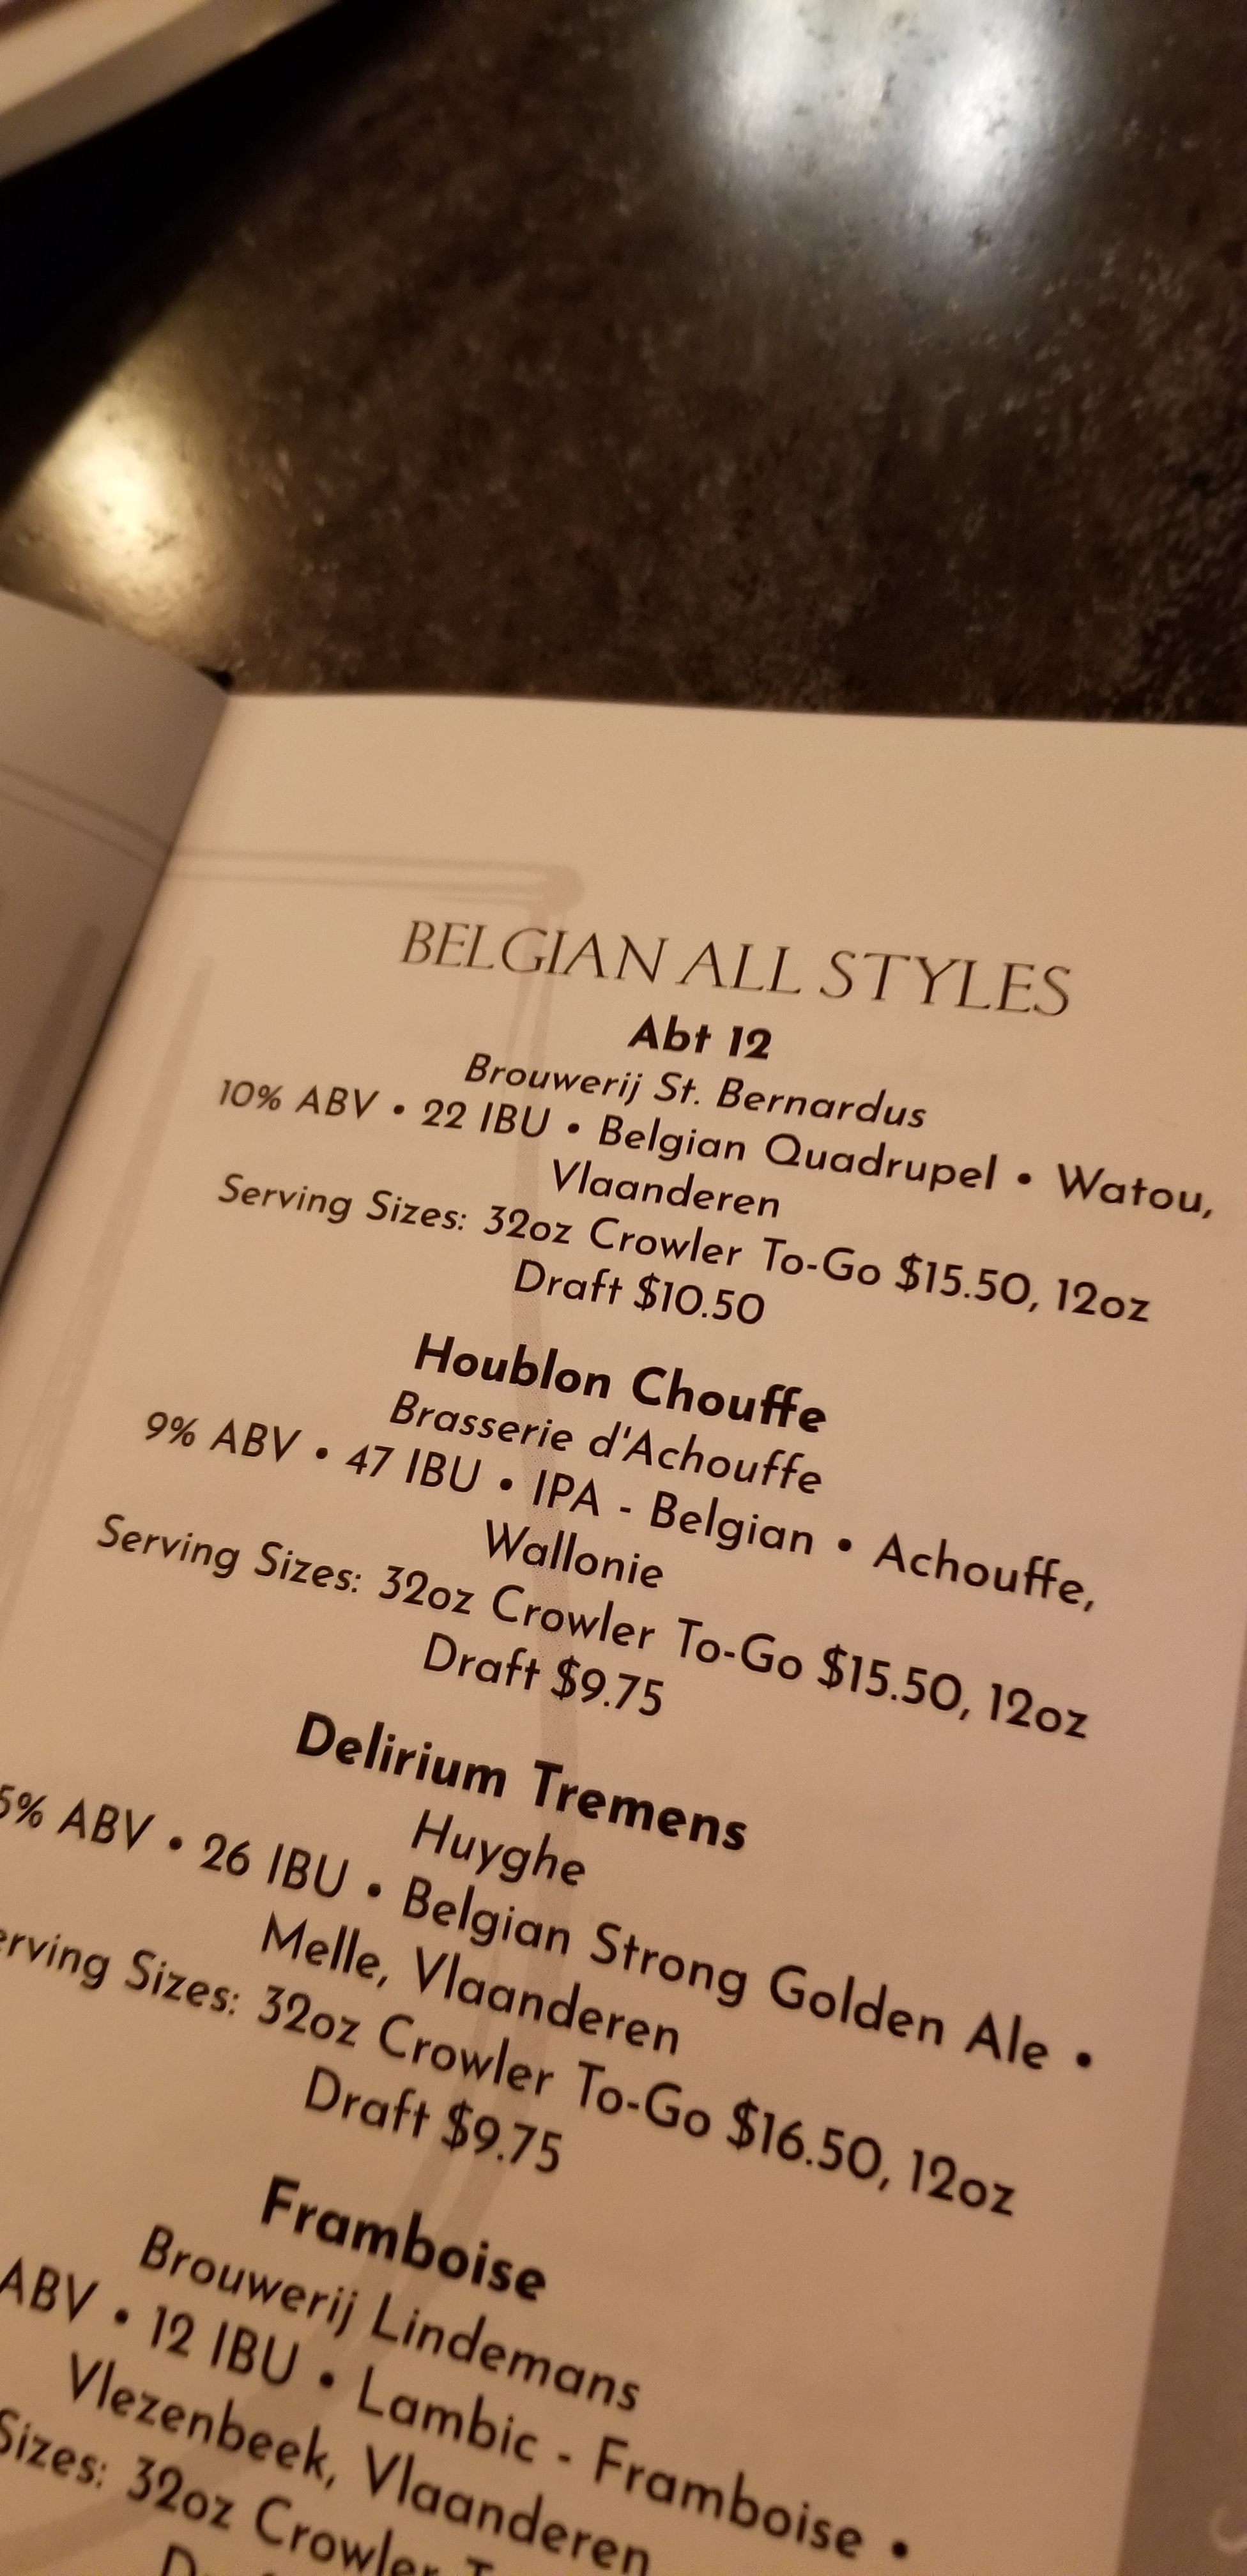 BELGIAN ALL STYLES
Abt 12
Brouwerij St. Bernardus
10% ABV • 22 IBU • Belgian Quadrupel • Watou,
Vlaanderen
Serving Sizes: 32oz Crowler To-Go $15.50, 12oz
Draft $10.50
Houblon Chouffe
Brasserie d'Achouffe
9% ABV • 47 IBU • IPA - Belgian • Achouffe,
Wallonie
Serving Sizes: 32oz Crowler To-Go $15.50, 12oz
Draft $9.75
Delirium Tremens
Huyghe
5% ABV • 26 IBU • Belgian Strong Golden Ale •
Melle, Vlaanderen
erving Sizes: 32oz Crowler To-Go $16.50, 12oz
Draft $9.75
Framboise
Brouwerij Lindemans
ABV • 12 IBU • Lambic - Framboise •
Vlezenbeek, Vlaanderen
Sizes: 32oz Crowler